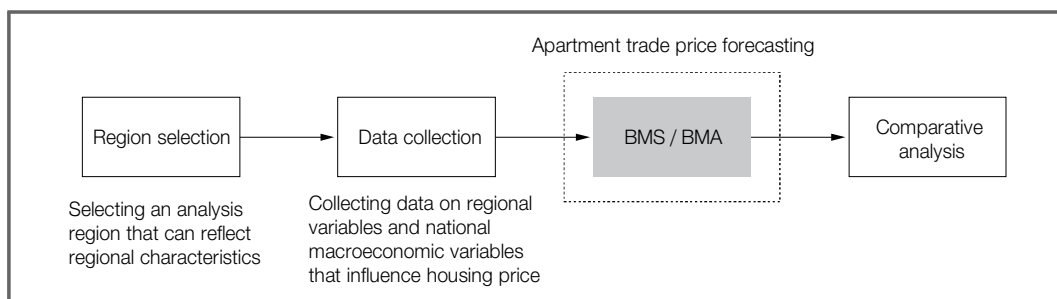 Apartment trade price forecasting
Region selection
Data collection
BMS / BMA
Comparative
analysis
Selecting an analysis
region that can reflect
regional characteristics
Collecting data on regional
variables and national
macroeconomic variables
that influence housing price